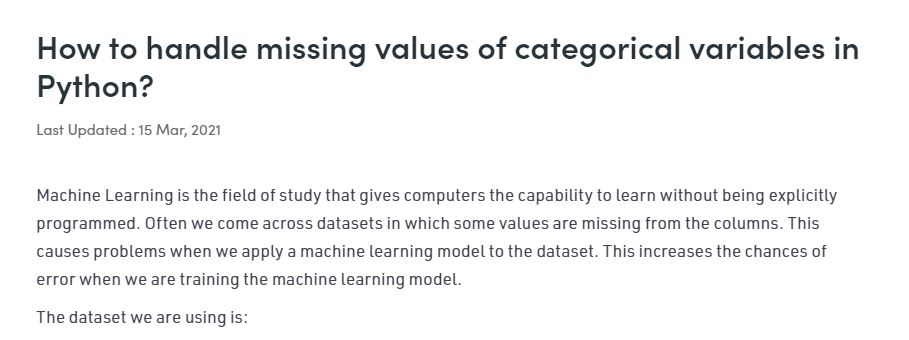 How to handle missing values of categorical variables in
Python?
Last Updated : 15 Mar, 2021
Machine Learning is the field of study that gives computers the capability to learn without being explicitly
programmed. Often we come across datasets in which some values are missing from the columns. This
causes problems when we apply a machine learning model to the dataset. This increases the chances of
error when we are training the machine learning model.
The dataset we are using is: